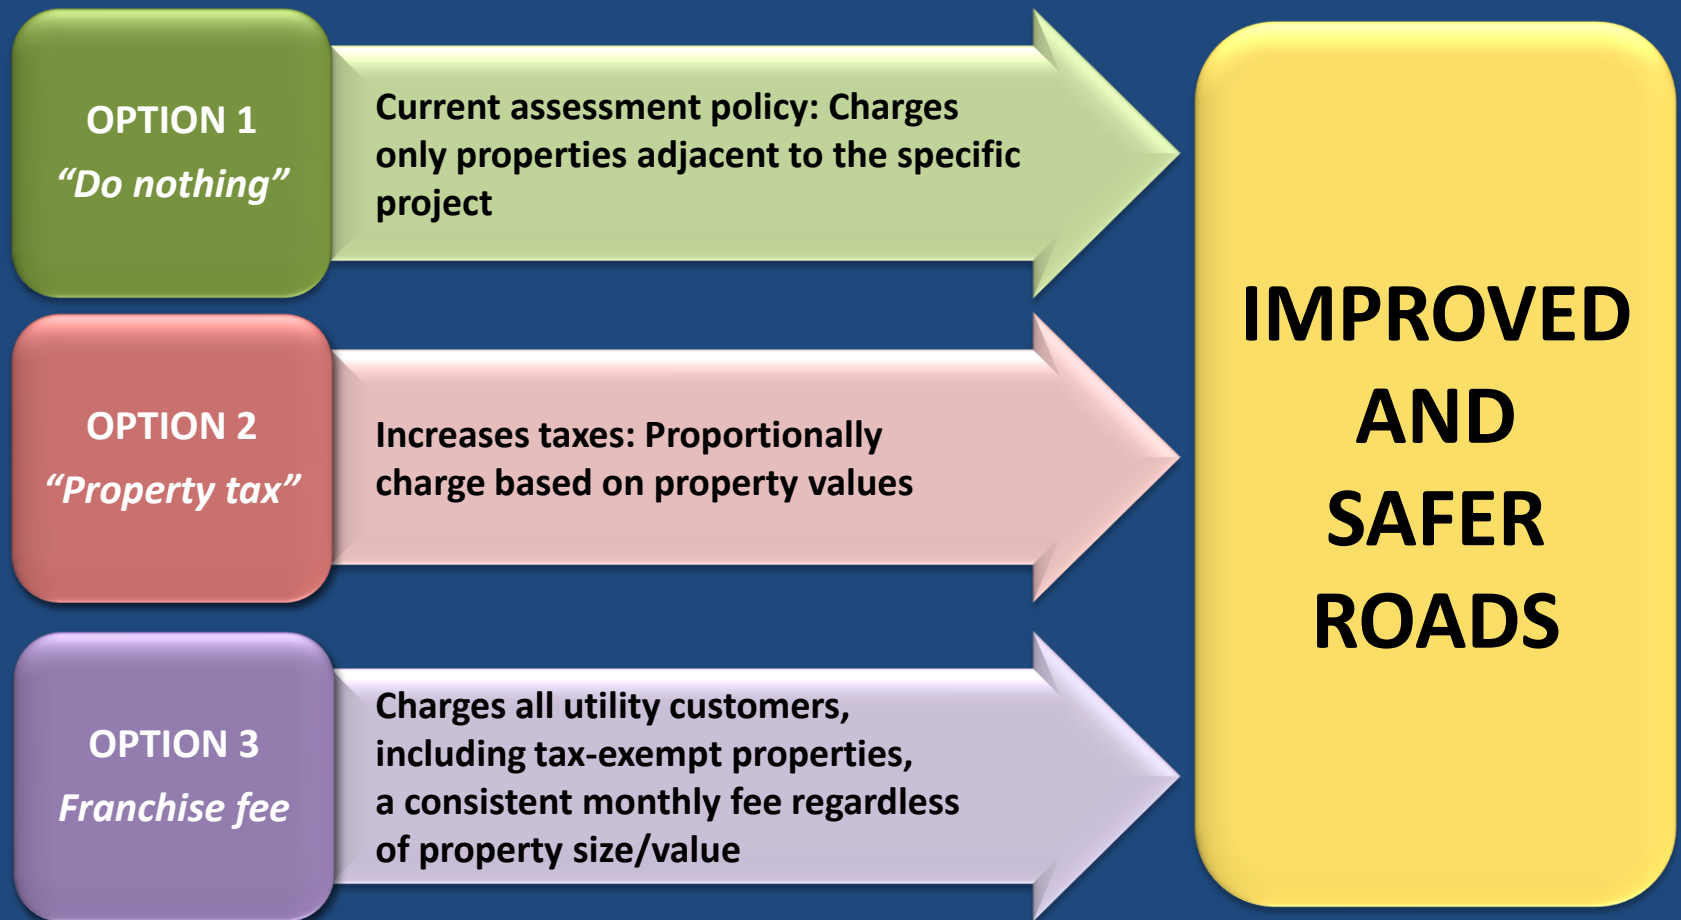 OPTION 1
“Do nothing”
Current assessment policy: Charges
only properties adjacent to the specific
project
OPTION 2
“Property tax”
Increases taxes: Proportionally
charge based on property values
OPTION 3
Franchise fee
Charges all utility customers,
including tax-exempt properties,
a consistent monthly fee regardless
of property size/value
IMPROVED
AND
SAFER
ROADS